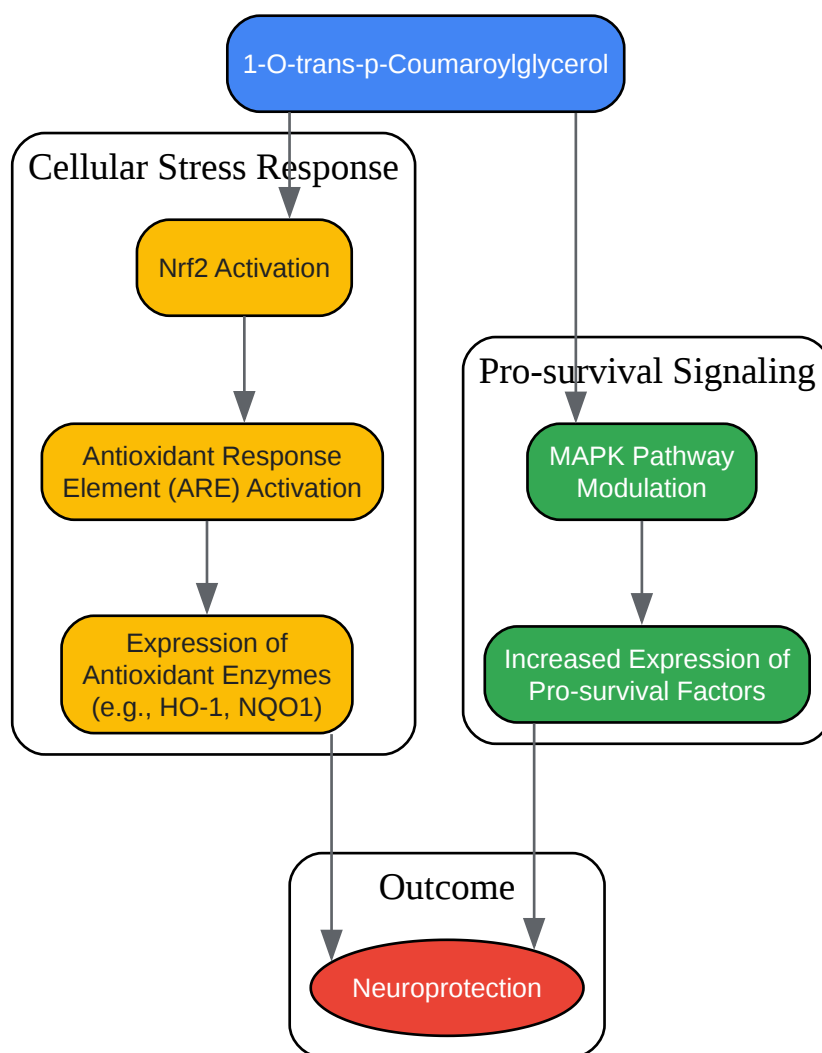 1-O-trans-p-Coumaroylglycerol
Cellular Stress Response
Nrf2 Activation
Antioxidant Response
Element (ARE) Activation
Expression of
Antioxidant Enzymes
(e.g., HO-1, NQO1)
Pro-survival Signaling
MAPK Pathway
Modulation
Increased Expression of
Pro-survival Factors
Outcome
Neuroprotection